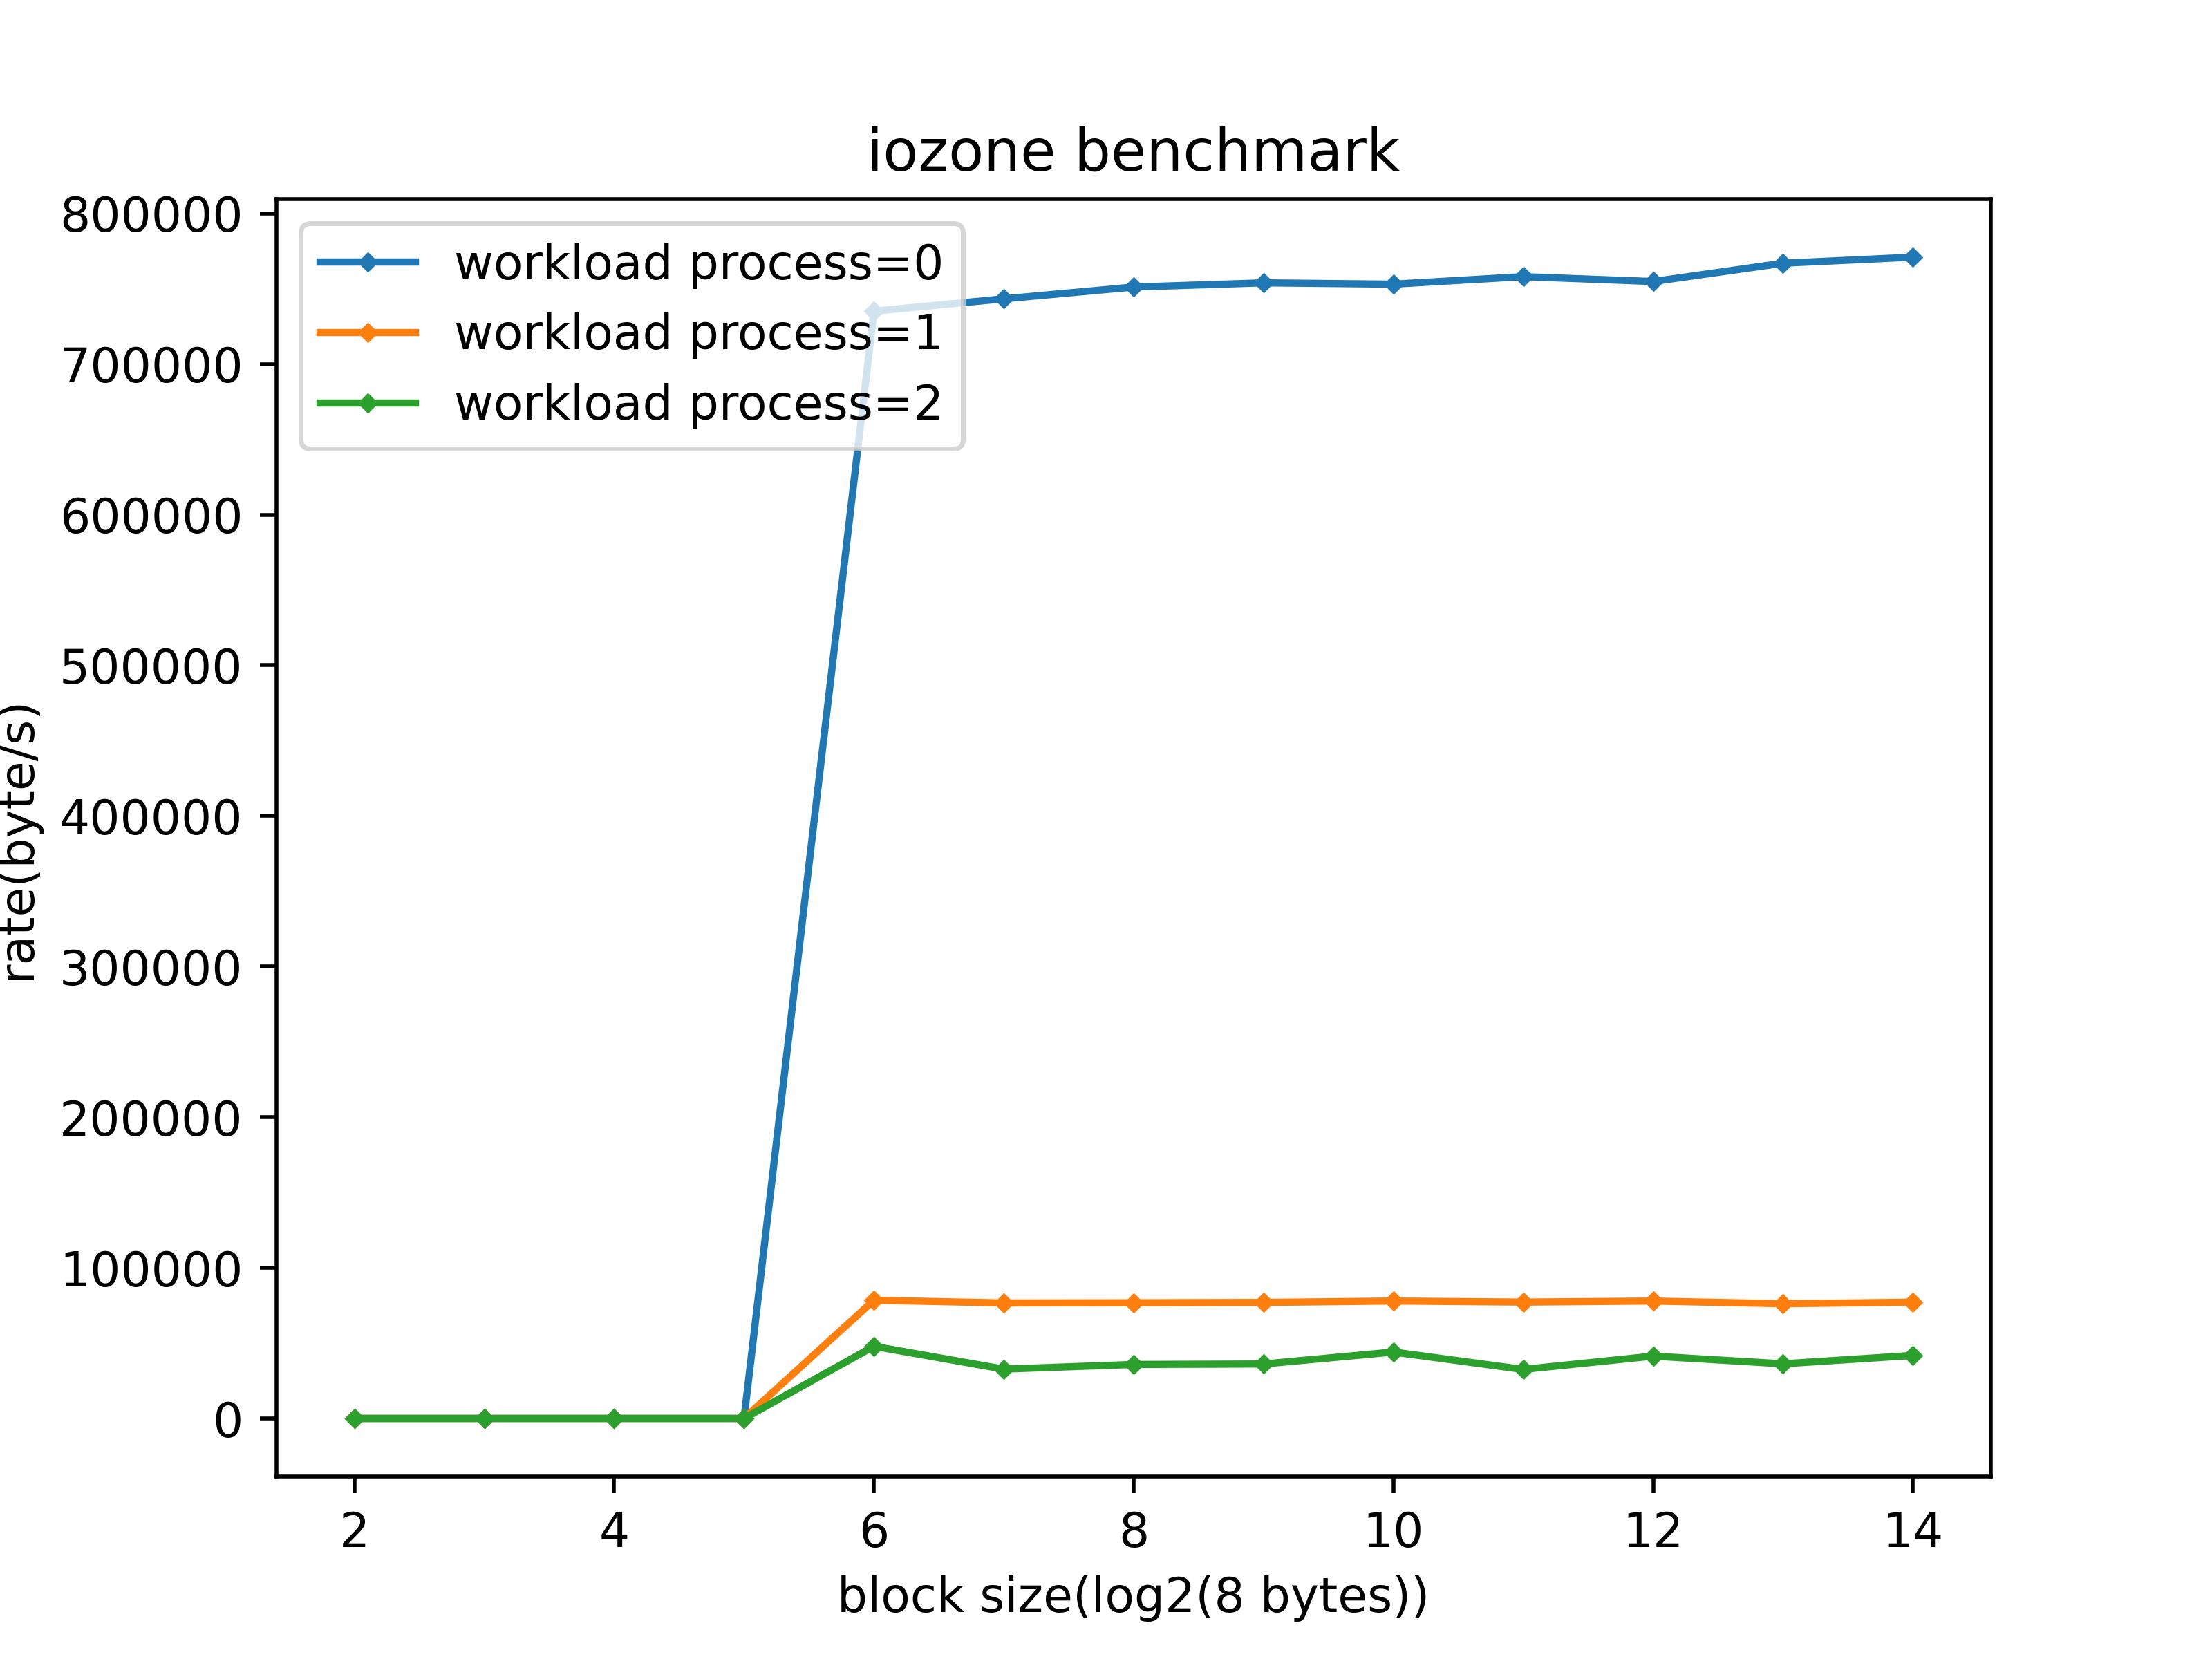 iozone benchmark
workload process=0
workload process=1
workload process=2
800000
700000
600000
500000
400000
300000
200000
100000
0
rate(byte/s)
2 4 6 8 10 12 14
block size(log2(8 bytes))